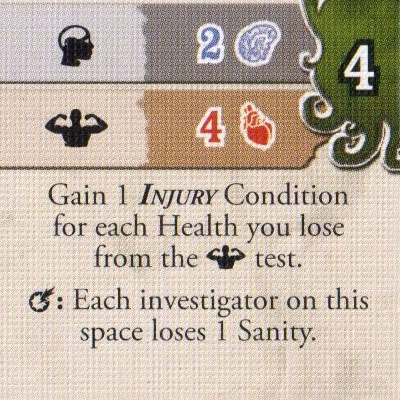 2
4
4
Gain 1 INJURY Condition
for each Health you lose
from the test.
: Each investigator on this
space loses 1 Sanity.